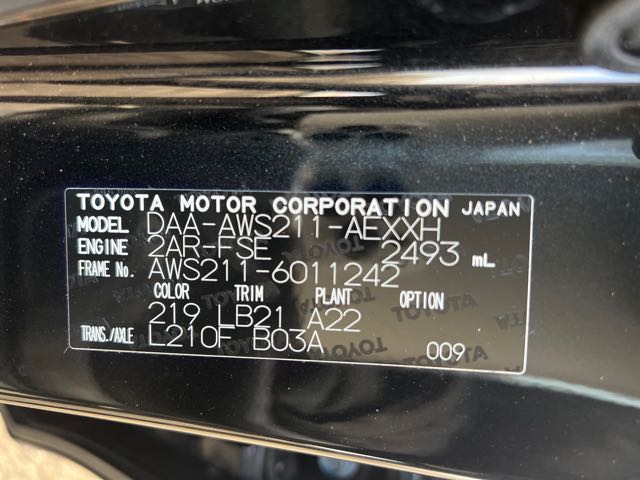 TOYOTA MOTOR CORPORATION JAPAN
MODEL DAA-AWS211-AEXXH
ENGINE 2AR-FSE 2493 mL
FRAME No. AWS211-6011242
COLOR TRIM PLANT OPTION
219 LB21 A22
TRANS./AXLE L210F B03A 009